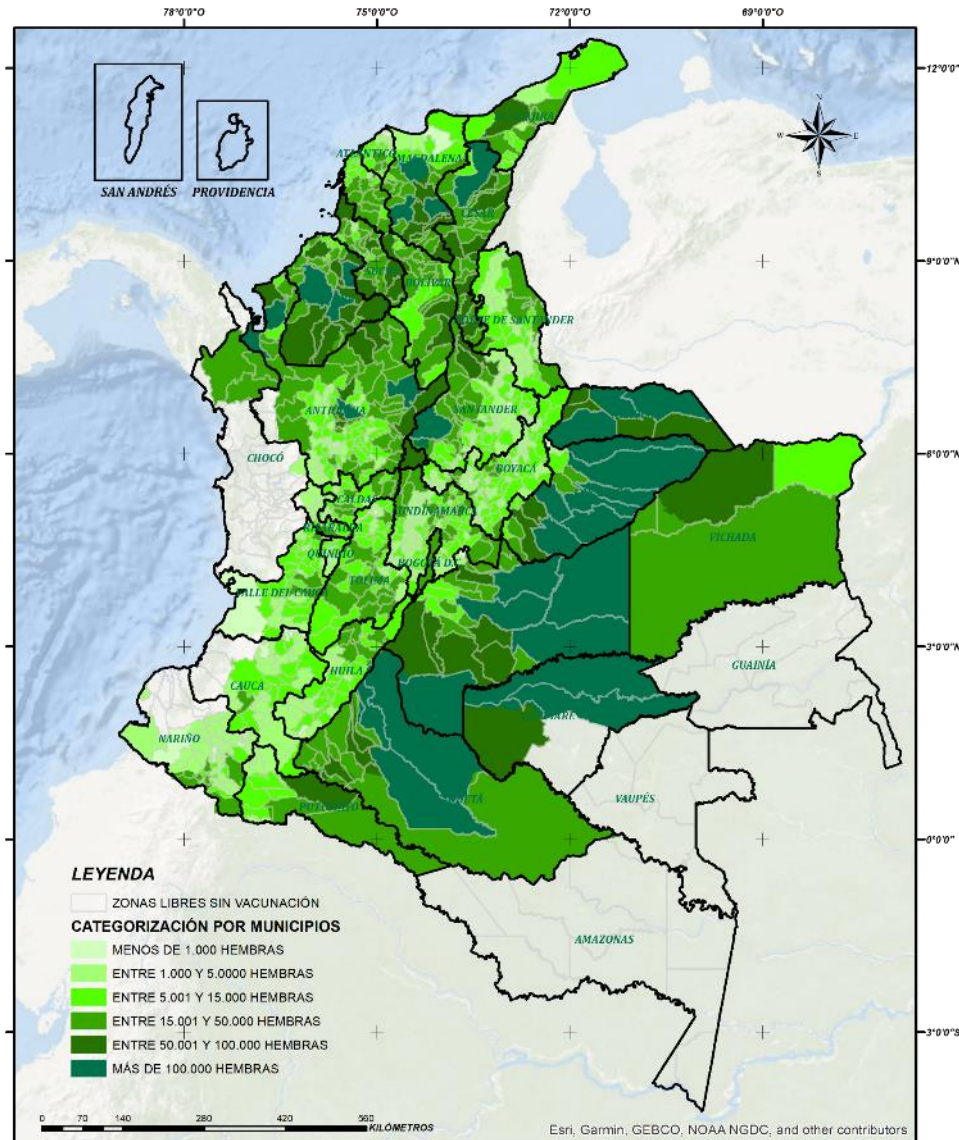 78°0'0"
75°0'0"
72°0'0"
69°0'0"
12°0'0"N
9°0'0"N
6°0'0"N
3°0'0"N
0°0'0"
3°0'0"S
N
W
E
S
SAN ANDRÉS
PROVIDENCIA
ATLÁNTICO
MAGDALENA
BOLÍVAR
NORTE DE SANTANDER
ANTIOQUIA
SANTANDER
CHOCÓ
BOYACÁ
CALDAS
RISARALDA
QUINDÍO
BOGOTÁ D.C.
TOLIMA
VALLE DEL CAUCA
VICHADA
GUAINÍA
HUILA
CAUCA
NARIÑO
VAUPÉS
PUTUMAYO
AMAZONAS
LEYENDA
ZONAS LIBRES SIN VACUNACIÓN
CATEGORIZACIÓN POR MUNICIPIOS
MENOS DE 1.000 HEMBRAS
ENTRE 1.000 Y 5.0000 HEMBRAS
ENTRE 5.001 Y 15.000 HEMBRAS
ENTRE 15.001 Y 50.000 HEMBRAS
ENTRE 50.001 Y 100.000 HEMBRAS
MÁS DE 100.000 HEMBRAS
0 70 140 280 420 560
KILÓMETROS
Esri, Garmin, GEBCO, NOAA NGDC, and other contributors